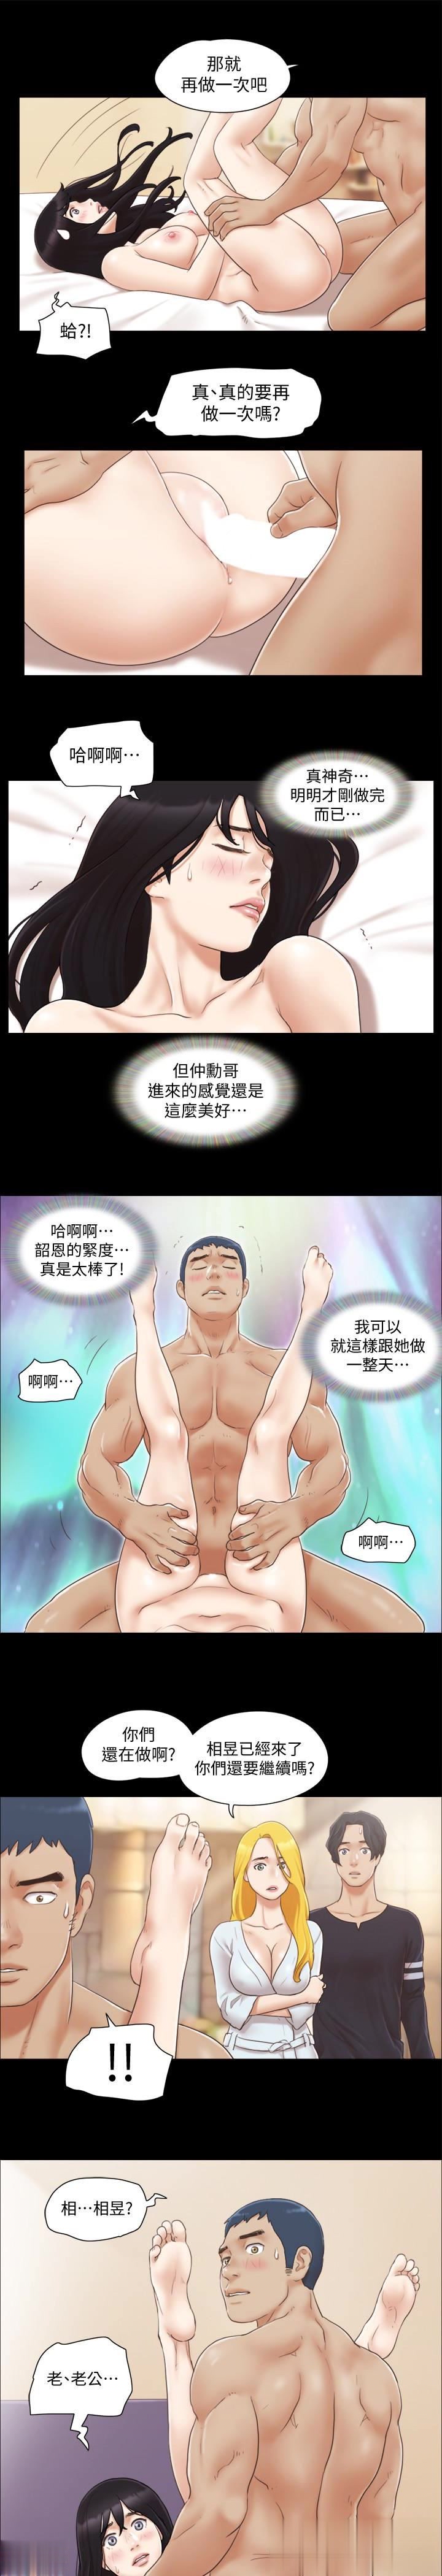 那就
再做一次吧
蛤?!
真、真的要再
做一次嗎?
哈啊啊…
真神奇…
明明才剛做完
而已…
但仲勳哥
進來的感覺還是
這麼美好…
哈啊啊…
韶恩的緊度…
真是太棒了!
我可以
就這樣跟她做
一整天…
啊啊…
啊啊…
你們
還在做啊?
相昱已經來了
你們還要繼續嗎?
!!
相…相昱?
老、老公…